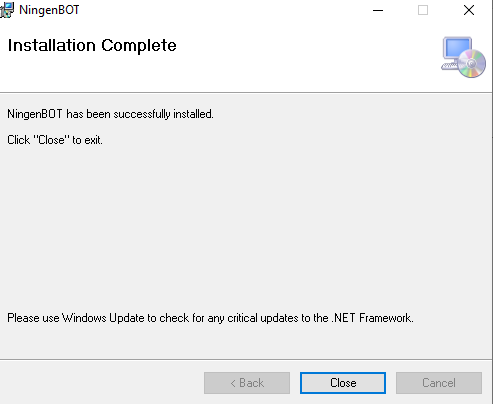 NingenBOT
Installation Complete
NingenBOT has been successfully installed.
Click "Close" to exit.
Please use Windows Update to check for any critical updates to the .NET Framework.
< Back
Close
Cancel